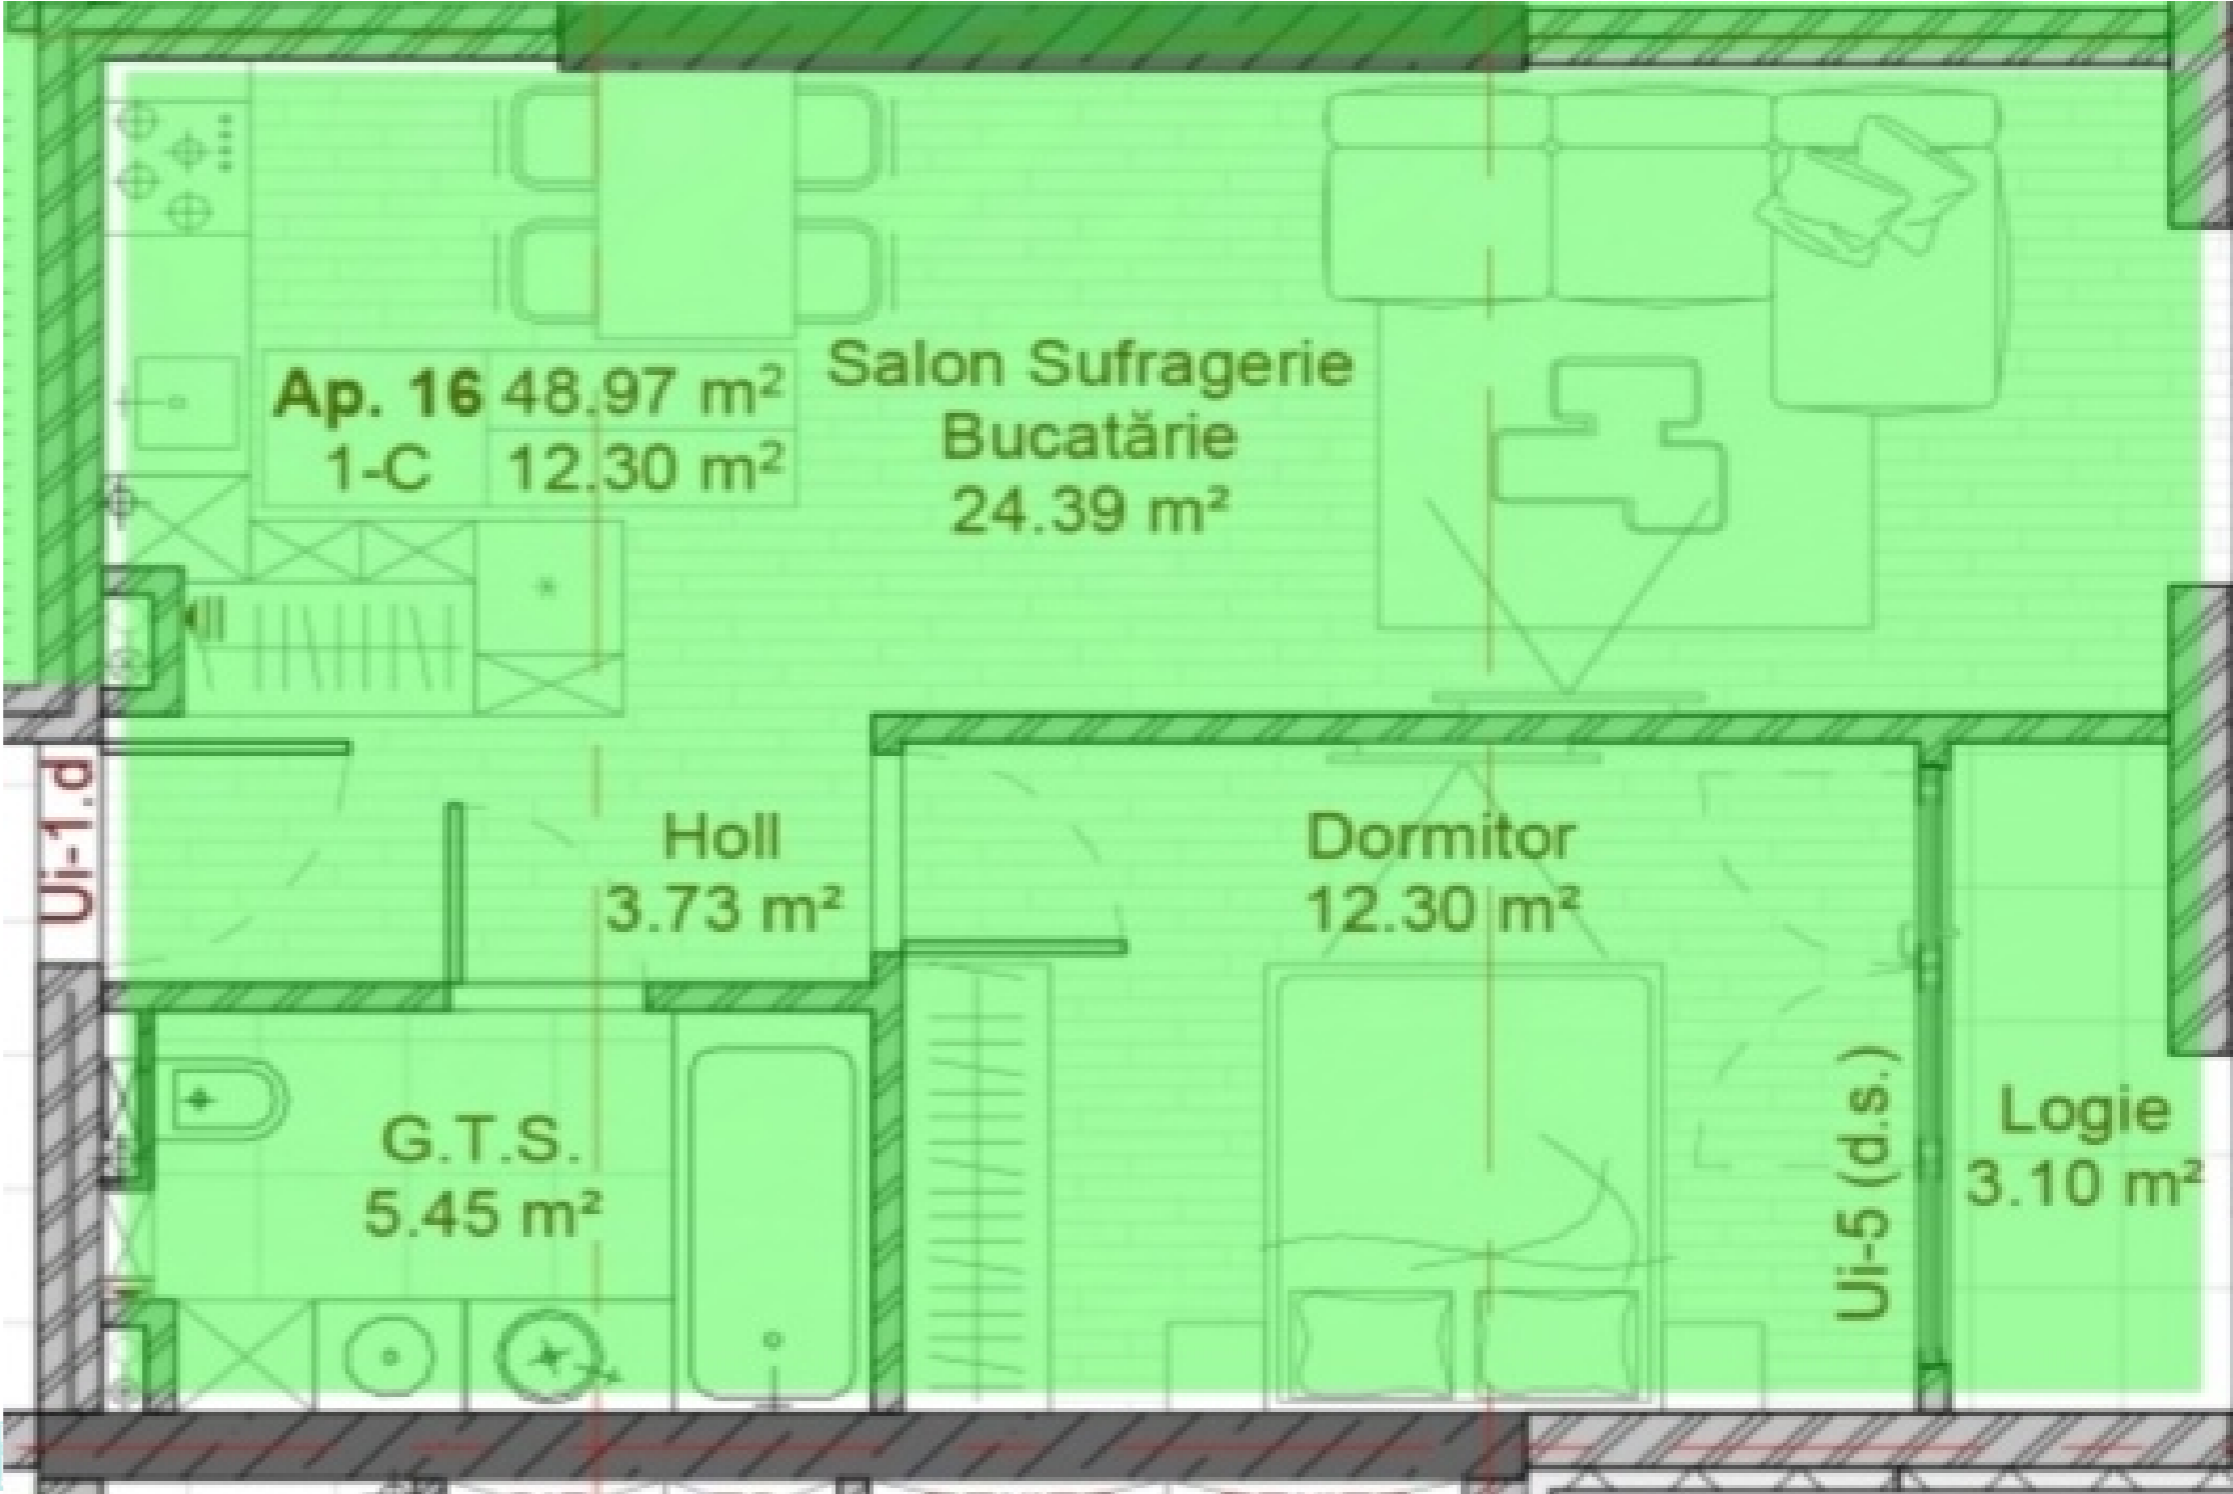 Ap. 16 48.97 m²
1-C 12.30 m²
Salon Sufragerie
Bucatărie
24.39 m²
Ui-1.d
Holl
3.73 m²
Dormitor
12.30 m²
G.T.S.
5.45 m²
Ui-5 (d.s.)
Logie
3.10 m²